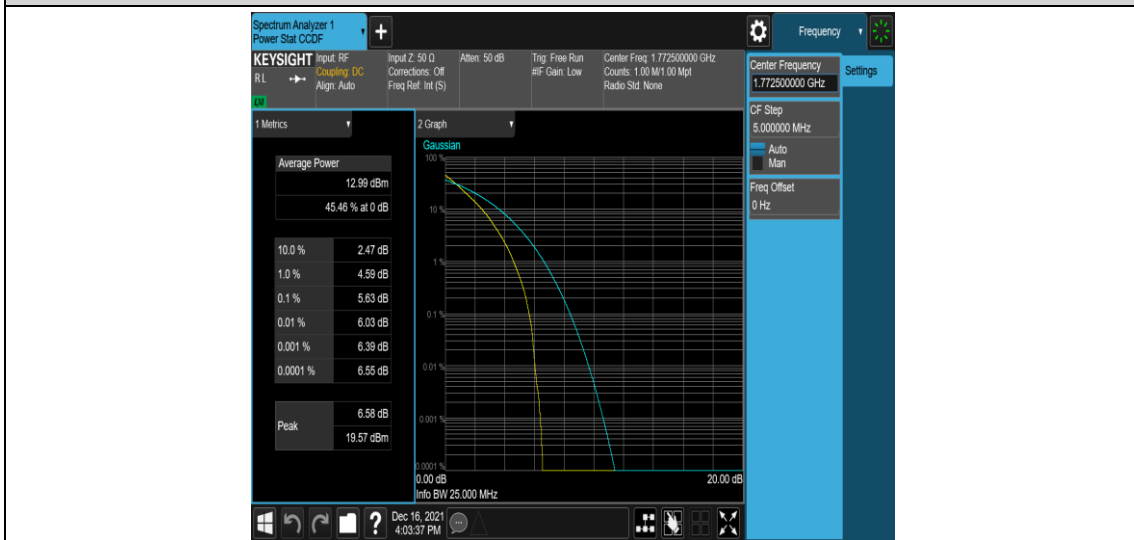 Spectrum Analyzer 1
Power Stat CCDF
+
Frequency
KEYSIGHT
Input: RF
Coupling: DC
Align: Auto
RL
LXI
Input Z: 50 Ω
Corrections: Off
Freq Ref: Int (S)
Atten: 50 dB
Trig: Free Run
#IF Gain: Low
Center Freq: 1.772500000 GHz
Counts: 1.00 M/1.00 Mpt
Radio Std: None
Center Frequency
1.772500000 GHz
Settings
CF Step
5.000000 MHz
Auto
Man
Freq Offset
0 Hz
1 Metrics
Average Power
12.99 dBm
45.46 % at 0 dB
10.0 % 2.47 dB
1.0 % 4.59 dB
0.1 % 5.63 dB
0.01 % 6.03 dB
0.001 % 6.39 dB
0.0001 % 6.55 dB
Peak
6.58 dB
19.57 dBm
2 Graph
Gaussian
100 %
10 %
1 %
0.1 %
0.01 %
0.001 %
0.0001 %
0.00 dB 20.00 dB
Info BW 25.000 MHz
?
Dec 16, 2021
4:03:37 PM